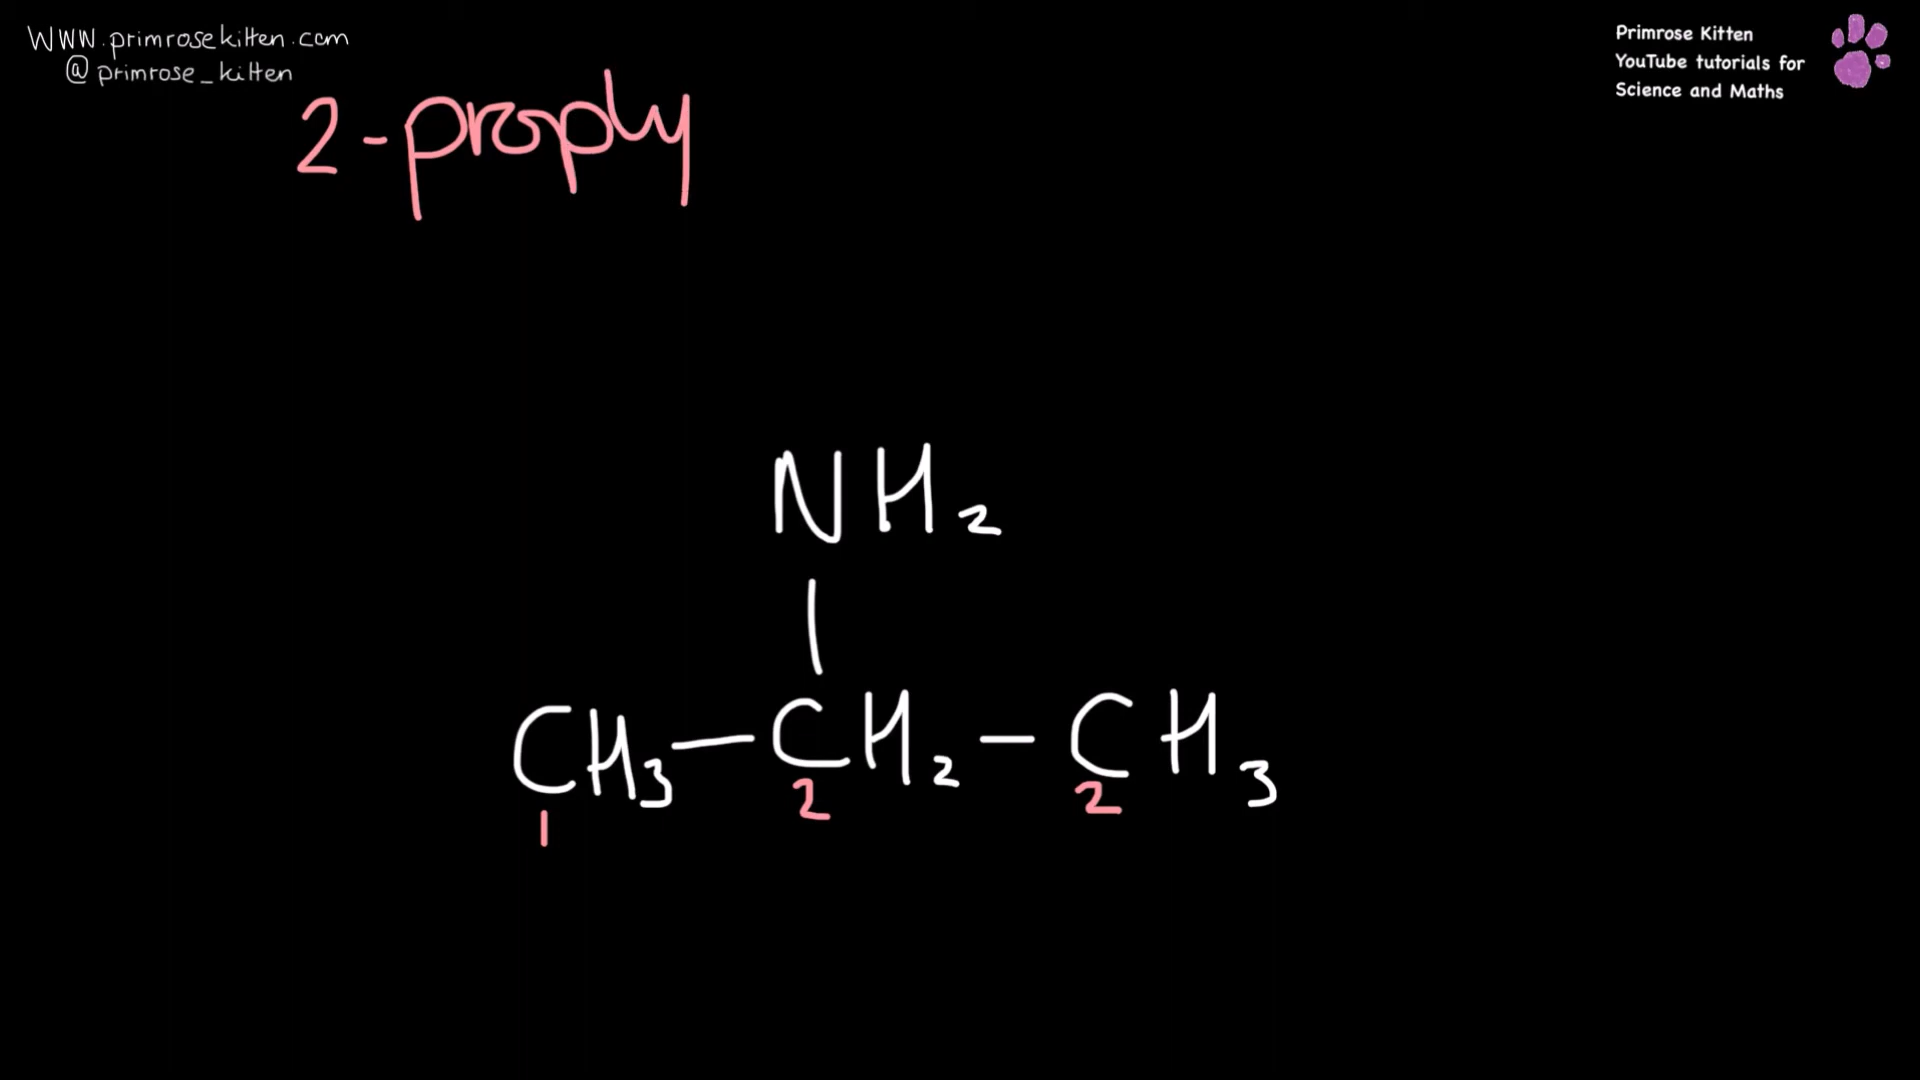 www.primrosekitten.com
@primrose_kitten
Primrose Kitten
YouTube tutorials for
Science and Maths
2-proply
NH2
CH3-CH2-CH3
1 2 2